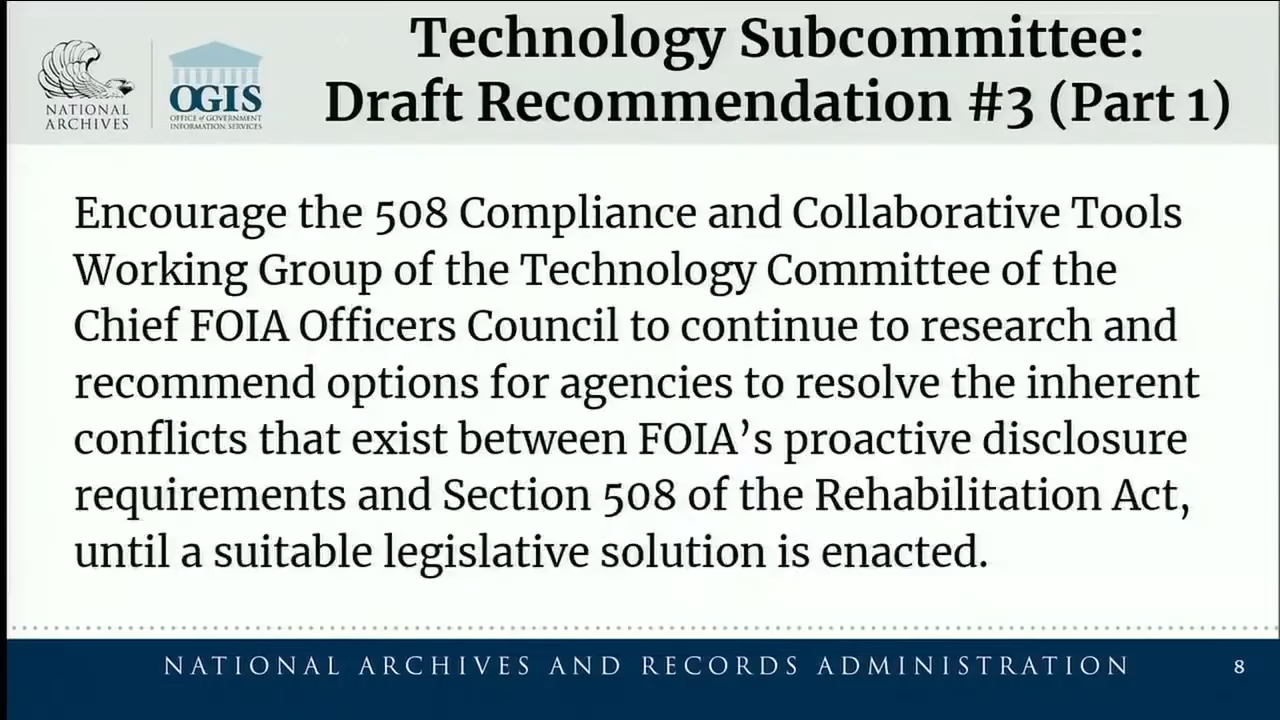 Technology Subcommittee:
Draft Recommendation #3 (Part 1)
NATIONAL
ARCHIVES
OGIS
OFFICE of GOVERNMENT
INFORMATION SERVICES
Encourage the 508 Compliance and Collaborative Tools
Working Group of the Technology Committee of the
Chief FOIA Officers Council to continue to research and
recommend options for agencies to resolve the inherent
conflicts that exist between FOIA’s proactive disclosure
requirements and Section 508 of the Rehabilitation Act,
until a suitable legislative solution is enacted.
NATIONAL ARCHIVES AND RECORDS ADMINISTRATION
8